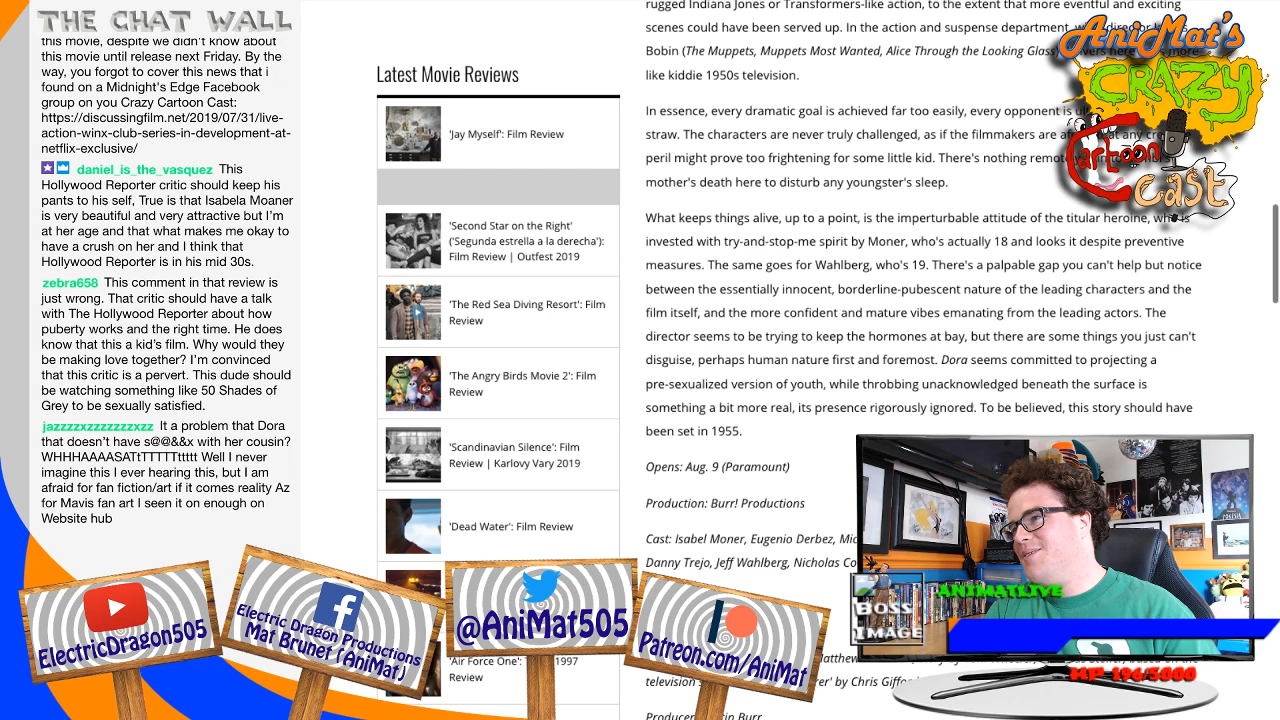 THE CHAT WALL
this movie, despite we didn't know about
this movie until release next Friday. By the
way, you forgot to cover this news that i
found on a Midnight's Edge Facebook
group on you Crazy Cartoon Cast:
https://discussingfilm.net/2019/07/31/live-
action-winx-club-series-in-development-at-
netflix-exclusive/
daniel_is_the_vasquez This
Hollywood Reporter critic should keep his
pants to his self, True is that Isabela Moaner
is very beautiful and very attractive but I'm
at her age and that what makes me okay to
have a crush on her and I think that
Hollywood Reporter is in his mid 30s.
zebra658 This comment in that review is
just wrong. That critic should have a talk
with The Hollywood Reporter about how
puberty works and the right time. He does
know that this a kid's film. Why would they
be making love together? I'm convinced
that this critic is a pervert. This dude should
be watching something like 50 Shades of
Grey to be sexually satisfied.
jazzzzxzzzzzzzxzz It a problem that Dora
that doesn't have s@@&&x with her cousin?
WHHHAAAASATtTTTTTttttt Well I never
imagine this I ever hearing this, but I am
afraid for fan fiction/art if it comes reality Az
for Mavis fan art I seen it on enough on
Website hub
Latest Movie Reviews
'Jay Myself': Film Review
'Second Star on the Right'
('Segunda estrella a la derecha'):
Film Review | Outfest 2019
'The Red Sea Diving Resort': Film
Review
'The Angry Birds Movie 2': Film
Review
'Scandinavian Silence': Film
Review | Karlovy Vary 2019
'Dead Water': Film Review
'Air Force One': 1997
Review
rugged Indiana Jones or Transformers-like action, to the extent that more eventful and exciting
scenes could have been served up. In the action and suspense department,
Bobin (The Muppets, Muppets Most Wanted, Alice Through the Looking Glass) more
like kiddie 1950s television.
In essence, every dramatic goal is achieved far too easily, every opponent is
straw. The characters are never truly challenged, as if the filmmakers are any
peril might prove too frightening for some little kid. There's nothing
mother's death here to disturb any youngster's sleep.
What keeps things alive, up to a point, is the imperturbable attitude of the titular heroine, who is
invested with try-and-stop-me spirit by Moner, who's actually 18 and looks it despite preventive
measures. The same goes for Wahlberg, who's 19. There's a palpable gap you can't help but notice
between the essentially innocent, borderline-pubescent nature of the leading characters and the
film itself, and the more confident and mature vibes emanating from the leading actors. The
director seems to be trying to keep the hormones at bay, but there are some things you just can't
disguise, perhaps human nature first and foremost. Dora seems committed to projecting a
pre-sexualized version of youth, while throbbing unacknowledged beneath the surface is
something a bit more real, its presence rigorously ignored. To be believed, this story should have
been set in 1955.
Opens: Aug. 9 (Paramount)
Production: Burr! Productions
Cast: Isabel Moner, Eugenio Derbez,
Danny Trejo, Jeff Wahlberg, Nicholas
television by Chris
AniMat's
CRAZY
Cartoon
Cast
ElectricDragon505
Electric Dragon Productions
Mat Brunet (AniMat)
@AniMat505
Patreon.com/AniMat
BOSS
IMAGE
ANIMATLIVE
HP 196/5000